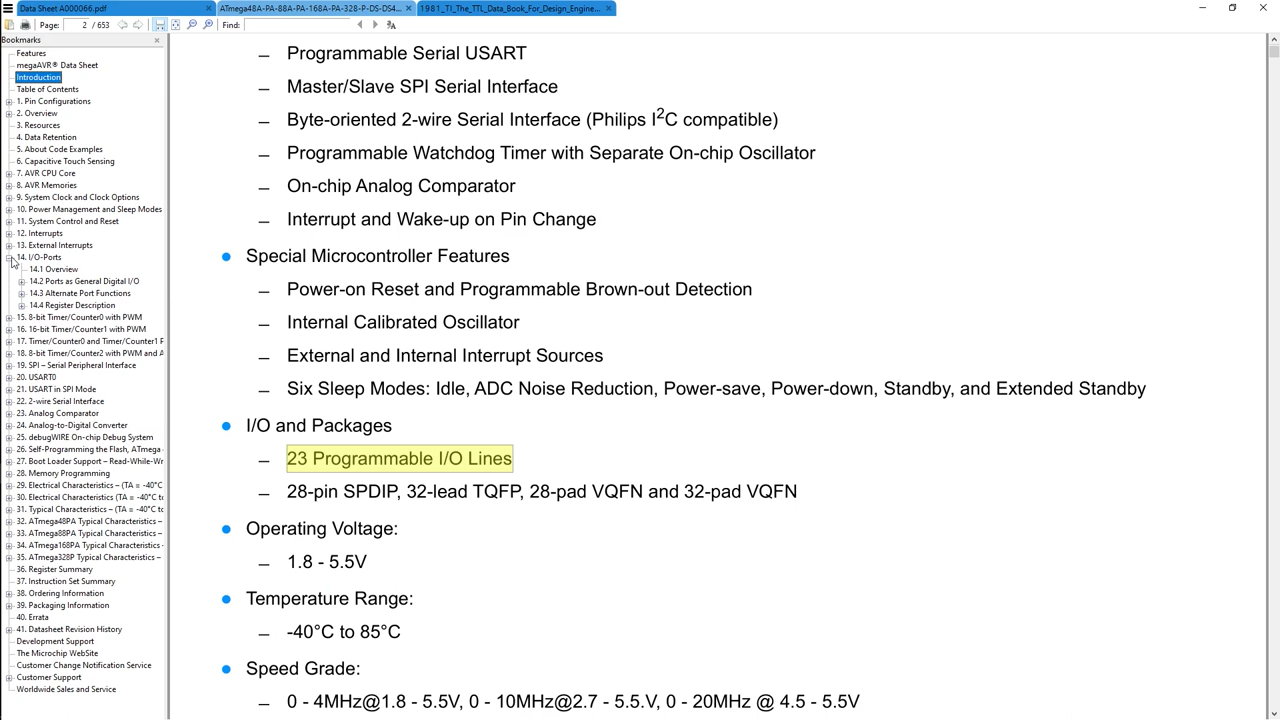 Data Sheet A000066.pdf
ATmega48A-PA-88A-PA-168A-PA-328-P-DS-DS4...
1981_TI_The_TTL_Data_Book_For_Design_Enginee...
Page: 2 / 653 Find:
Bookmarks
Features
megaAVR® Data Sheet
Introduction
Table of Contents
1. Pin Configurations
2. Overview
3. Resources
4. Data Retention
5. About Code Examples
6. Capacitive Touch Sensing
7. AVR CPU Core
8. AVR Memories
9. System Clock and Clock Options
10. Power Management and Sleep Modes
11. System Control and Reset
12. Interrupts
13. External Interrupts
14. I/O-Ports
14.1 Overview
14.2 Ports as General Digital I/O
14.3 Alternate Port Functions
14.4 Register Description
15. 8-bit Timer/Counter0 with PWM
16. 16-bit Timer/Counter1 with PWM
17. Timer/Counter0 and Timer/Counter1 P
18. 8-bit Timer/Counter2 with PWM and A
19. SPI – Serial Peripheral Interface
20. USART0
21. USART in SPI Mode
22. 2-wire Serial Interface
23. Analog Comparator
24. Analog-to-Digital Converter
25. debugWIRE On-chip Debug System
26. Self-Programming the Flash, ATmega
27. Boot Loader Support – Read-While-Wr
28. Memory Programming
29. Electrical Characteristics – (TA = -40°C
30. Electrical Characteristics (TA = -40°C to
31. Typical Characteristics – (TA = -40°C to
32. ATmega48PA Typical Characteristics –
33. ATmega88PA Typical Characteristics –
34. ATmega168PA Typical Characteristics -
35. ATmega328P Typical Characteristics –
36. Register Summary
37. Instruction Set Summary
38. Ordering Information
39. Packaging Information
40. Errata
41. Datasheet Revision History
Development Support
The Microchip WebSite
Customer Change Notification Service
Customer Support
Worldwide Sales and Service
– Programmable Serial USART
– Master/Slave SPI Serial Interface
– Byte-oriented 2-wire Serial Interface (Philips I²C compatible)
– Programmable Watchdog Timer with Separate On-chip Oscillator
– On-chip Analog Comparator
– Interrupt and Wake-up on Pin Change
● Special Microcontroller Features
– Power-on Reset and Programmable Brown-out Detection
– Internal Calibrated Oscillator
– External and Internal Interrupt Sources
– Six Sleep Modes: Idle, ADC Noise Reduction, Power-save, Power-down, Standby, and Extended Standby
● I/O and Packages
– 23 Programmable I/O Lines
– 28-pin SPDIP, 32-lead TQFP, 28-pad VQFN and 32-pad VQFN
● Operating Voltage:
– 1.8 - 5.5V
● Temperature Range:
– -40°C to 85°C
● Speed Grade:
– 0 - 4MHz@1.8 - 5.5V, 0 - 10MHz@2.7 - 5.5.V, 0 - 20MHz @ 4.5 - 5.5V